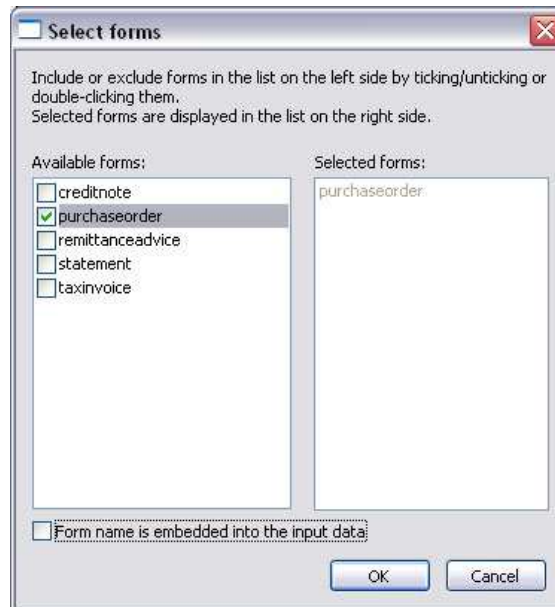 Select forms
Include or exclude forms in the list on the left side by ticking/unticking or
double-clicking them.
Selected forms are displayed in the list on the right side.
Available forms:
Selected forms:
creditnote
purchaseorder
remittanceadvice
statement
taxinvoice
purchaseorder
Form name is embedded into the input data
OK
Cancel